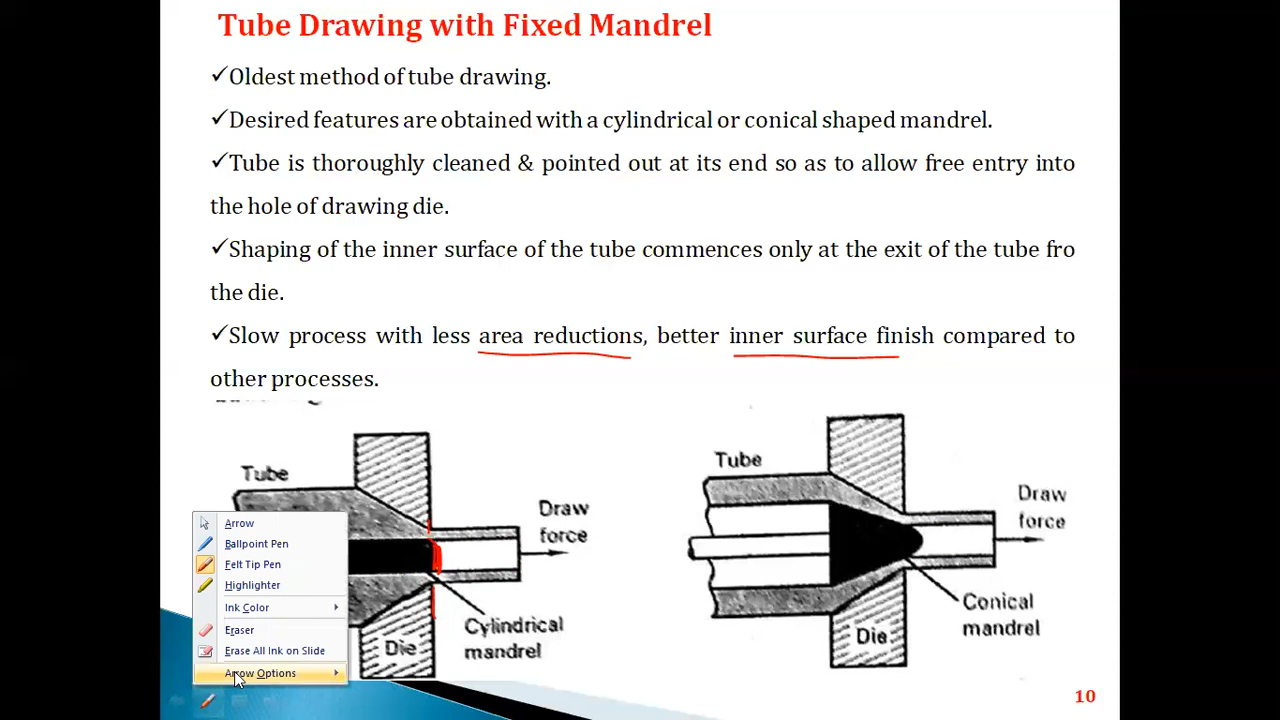 Tube Drawing with Fixed Mandrel
✓Oldest method of tube drawing.
✓Desired features are obtained with a cylindrical or conical shaped mandrel.
✓Tube is thoroughly cleaned & pointed out at its end so as to allow free entry into
the hole of drawing die.
✓Shaping of the inner surface of the tube commences only at the exit of the tube fro
the die.
✓Slow process with less area reductions, better inner surface finish compared to
other processes.
Tube
Draw
force
Cylindrical
mandrel
Die
Tube
Draw
force
Conical
mandrel
Die
Arrow
Ballpoint Pen
Felt Tip Pen
Highlighter
Ink Color
Eraser
Erase All Ink on Slide
Arrow Options
10